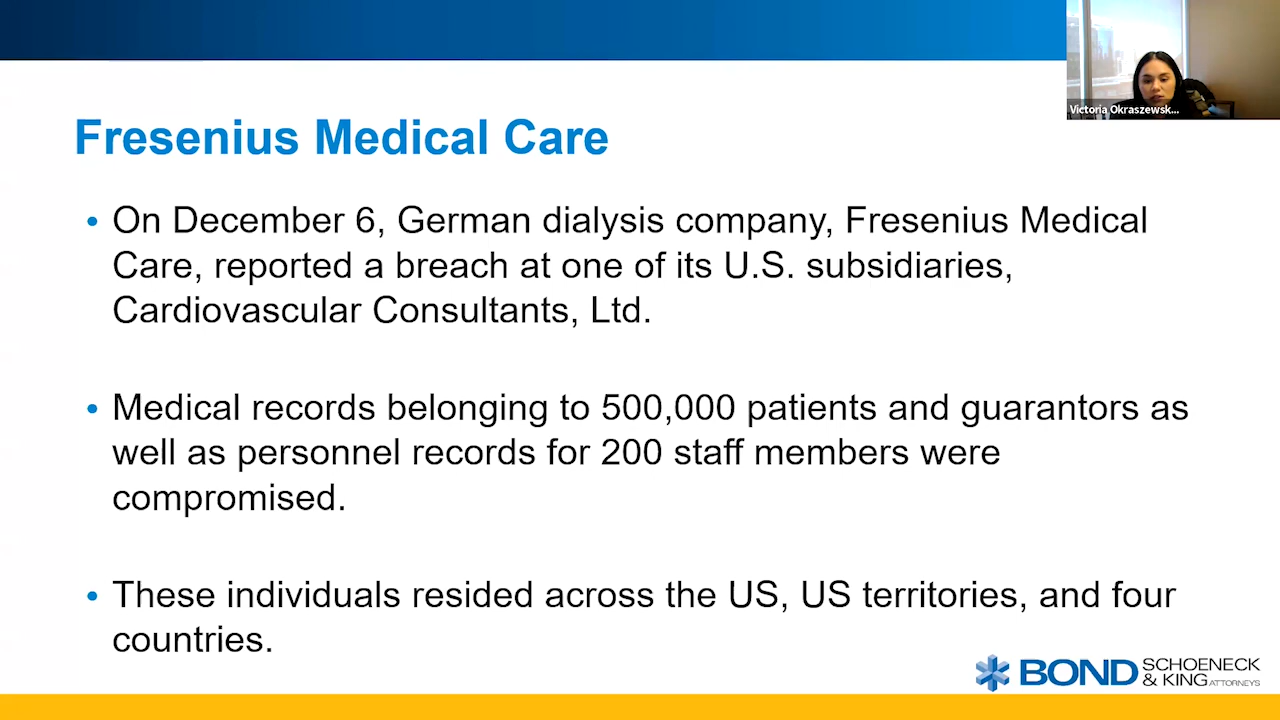 Victoria Okraszewsk...
Fresenius Medical Care
• On December 6, German dialysis company, Fresenius Medical
Care, reported a breach at one of its U.S. subsidiaries,
Cardiovascular Consultants, Ltd.
• Medical records belonging to 500,000 patients and guarantors as
well as personnel records for 200 staff members were
compromised.
• These individuals resided across the US, US territories, and four
countries.
BOND SCHOENECK
& KING ATTORNEYS